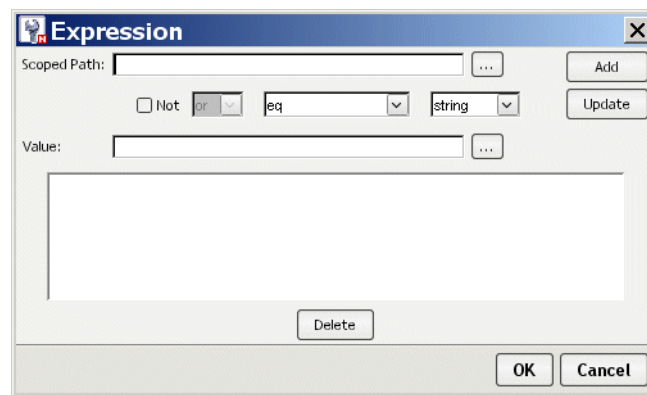 Expression
Scoped Path: ... Add
Not or eq string Update
Value: ...
Delete
OK Cancel